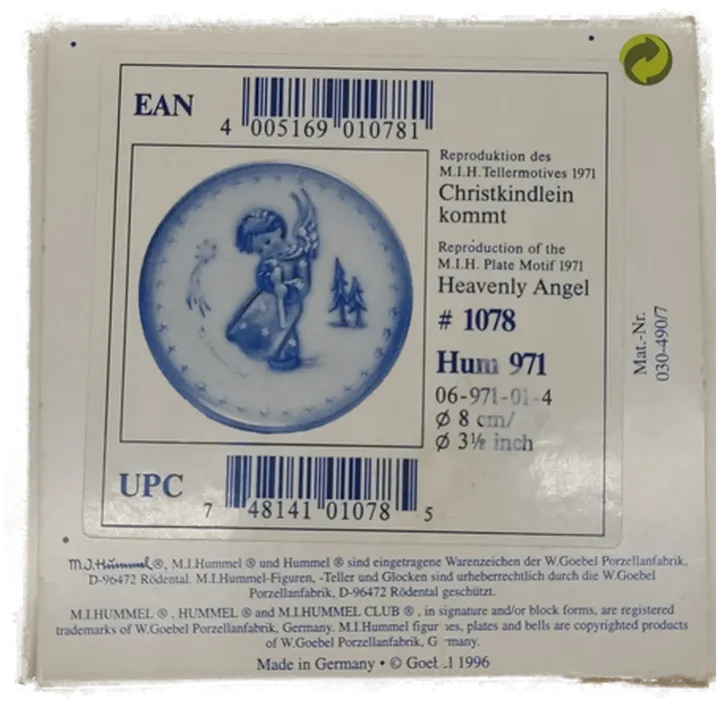 EAN
4 005169 010781
Reproduktion des
M.I.H. Tellermotives 1971
Christkindlein
kommt
Reproduction of the
M.I.H. Plate Motif 1971
Heavenly Angel
# 1078
Hum 971
06-971-01-4
Ø 8 cm/
Ø 3½ inch
Mat.-Nr.
030-490/7
UPC
7 48141 01078 5
M.J.Hummel ®, M.I.Hummel ® und Hummel ® sind eingetragene Warenzeichen der W.Goebel Porzellanfabrik,
D-96472 Rödental. M.I.Hummel-Figuren, -Teller und Glocken sind urheberrechtlich durch die W.Goebel
Porzellanfabrik, D-96472 Rödental geschützt.
M.I.HUMMEL ®, HUMMEL ® and M.I.HUMMEL CLUB ®, in signature and/or block forms, are registered
trademarks of W.Goebel Porzellanfabrik, Germany. M.I.Hummel figur es, plates and bells are copyrighted products
of W.Goebel Porzellanfabrik, G many.
Made in Germany • © Goeb l 1996